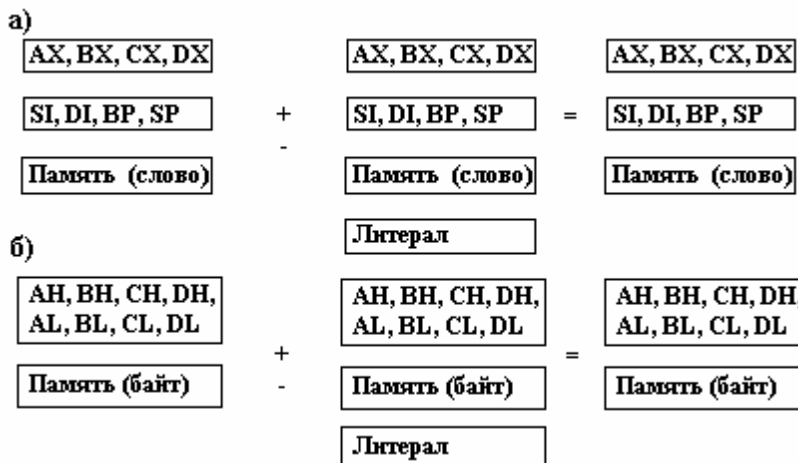 а)
AX, BX, CX, DX AX, BX, CX, DX AX, BX, CX, DX
SI, DI, BP, SP + SI, DI, BP, SP = SI, DI, BP, SP
-
Память (слово) Память (слово) Память (слово)
Литерал
б)
AH, BH, CH, DH, AH, BH, CH, DH, AH, BH, CH, DH,
AL, BL, CL, DL AL, BL, CL, DL AL, BL, CL, DL
+ =
Память (байт) - Память (байт) Память (байт)
Литерал